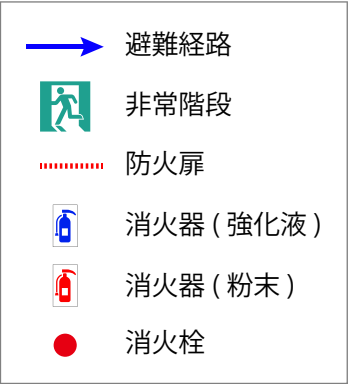 避難経路
非常階段
防火扉
消火器 ( 強化液 )
消火器 ( 粉末 )
消火栓